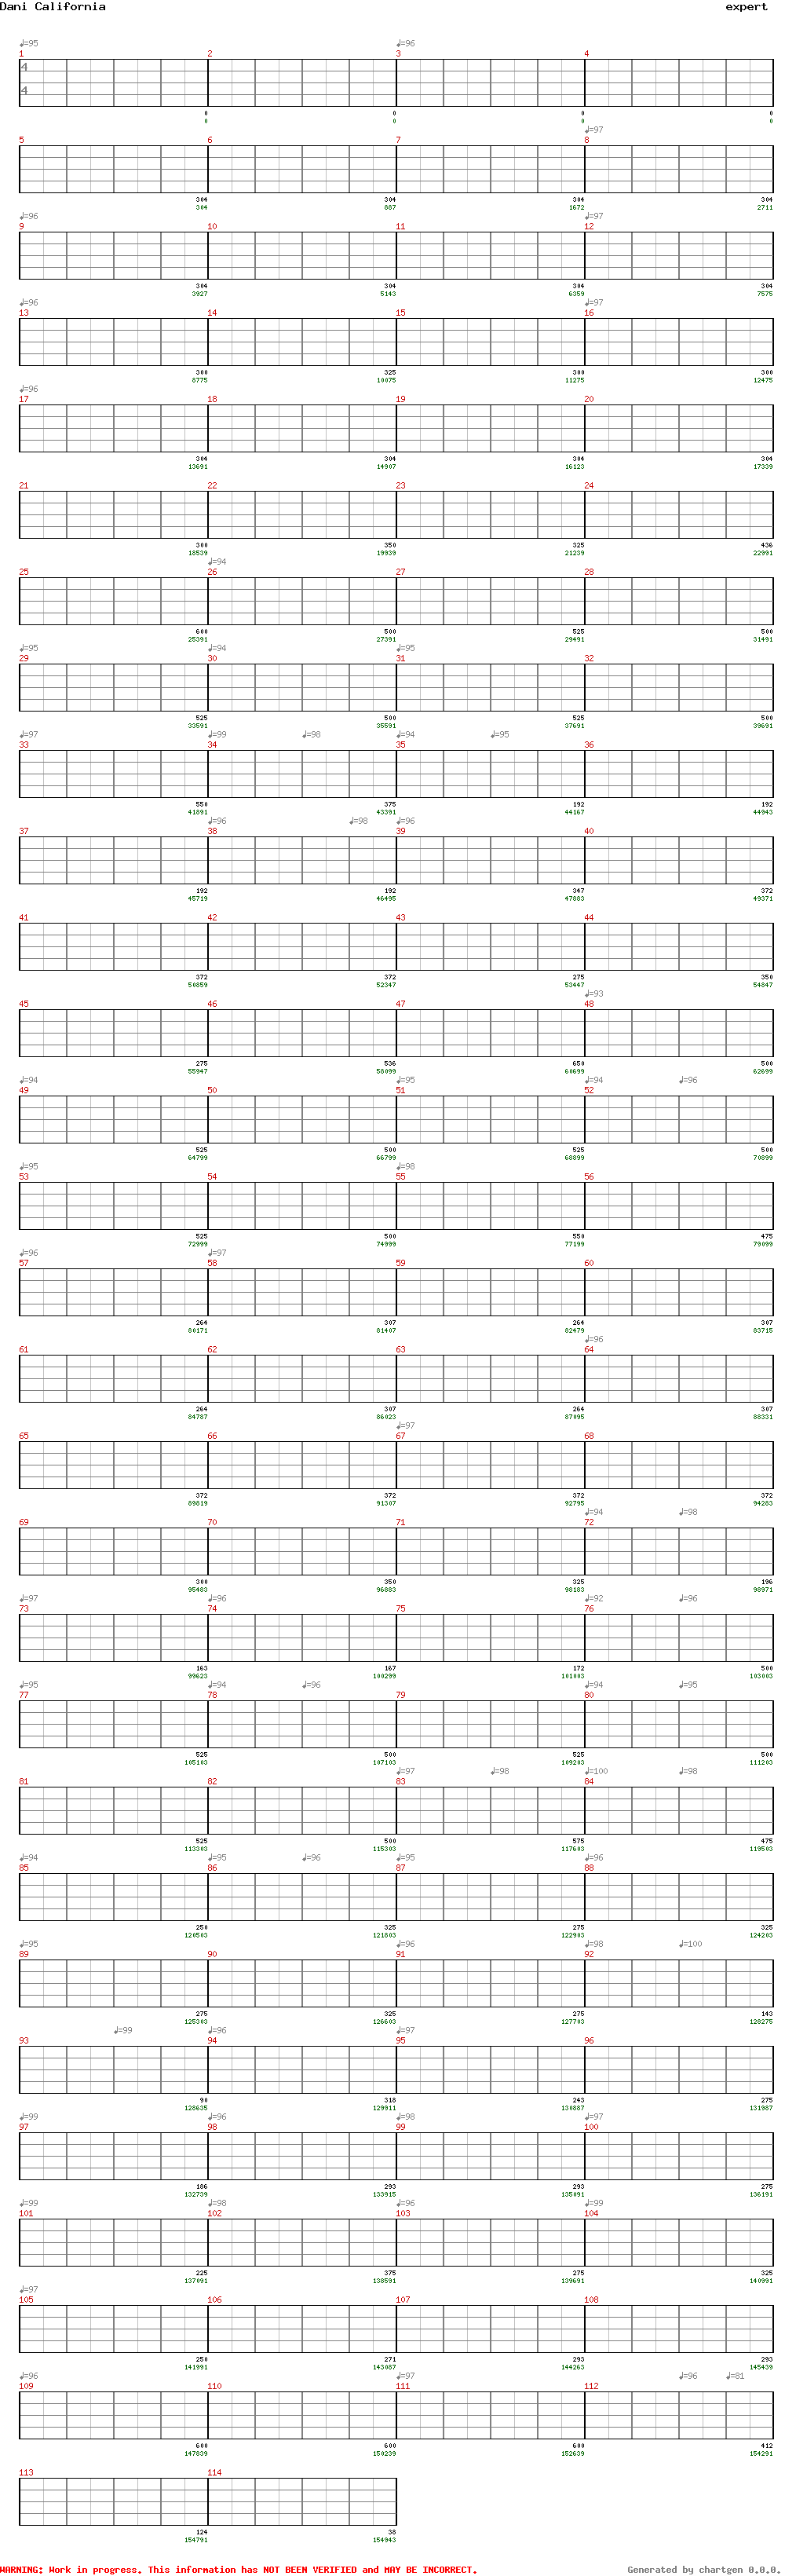 Dani California expert
♩=95 ♩=96
1 2 3 4
4
4
0 0 0 0
0 0 0 0
♩=97
5 6 7 8
304 304 304 304
304 887 1672 2711
♩=96 ♩=97
9 10 11 12
304 304 304 304
3927 5143 6359 7575
♩=96 ♩=97
13 14 15 16
300 325 300 300
8775 10075 11275 12475
♩=96
17 18 19 20
304 304 304 304
13691 14907 16123 17339
21 22 23 24
300 350 325 436
18539 19939 21239 22991
♩=94
25 26 27 28
600 500 525 500
25391 27391 29491 31491
♩=95 ♩=94 ♩=95
29 30 31 32
525 500 525 500
33591 35591 37691 39691
♩=97 ♩=99 ♩=98 ♩=94 ♩=95
33 34 35 36
550 375 192 192
41891 43391 44167 44943
♩=96 ♩=98 ♩=96
37 38 39 40
192 192 347 372
45719 46495 47883 49371
41 42 43 44
372 372 275 350
50859 52347 53447 54847
♩=93
45 46 47 48
275 536 650 500
55947 58099 60699 62699
♩=94 ♩=95 ♩=94 ♩=96
49 50 51 52
525 500 525 500
64799 66799 68899 70899
♩=95 ♩=98
53 54 55 56
525 500 550 475
72999 74999 77199 79099
♩=96 ♩=97
57 58 59 60
264 307 264 307
80171 81407 82479 83715
♩=96
61 62 63 64
264 307 264 307
84787 86023 87095 88331
♩=97
65 66 67 68
372 372 372 372
89819 91307 92795 94283
♩=94 ♩=98
69 70 71 72
300 350 325 196
95483 96883 98183 98971
♩=97 ♩=96 ♩=92 ♩=96
73 74 75 76
163 167 172 500
99623 100299 101003 103003
♩=95 ♩=94 ♩=96 ♩=94 ♩=95
77 78 79 80
525 500 525 500
105103 107103 109203 111203
♩=97 ♩=98 ♩=100 ♩=98
81 82 83 84
525 500 575 475
113303 115303 117603 119503
♩=94 ♩=95 ♩=96 ♩=95 ♩=96
85 86 87 88
250 325 275 325
120503 121803 122903 124203
♩=95 ♩=96 ♩=98 ♩=100
89 90 91 92
275 325 275 143
125303 126603 127703 128275
♩=99 ♩=96 ♩=97
93 94 95 96
90 318 243 275
128635 129911 130887 131987
♩=99 ♩=96 ♩=98 ♩=97
97 98 99 100
186 293 293 275
132739 133915 135091 136191
♩=99 ♩=98 ♩=96 ♩=99
101 102 103 104
225 375 275 325
137091 138591 139691 140991
♩=97
105 106 107 108
250 271 293 293
141991 143087 144263 145439
♩=96 ♩=97 ♩=96 ♩=81
109 110 111 112
600 600 600 412
147839 150239 152639 154291
113 114
124 38
154791 154943
WARNING: Work in progress. This information has NOT BEEN VERIFIED and MAY BE INCORRECT. Generated by chartgen 0.0.0.